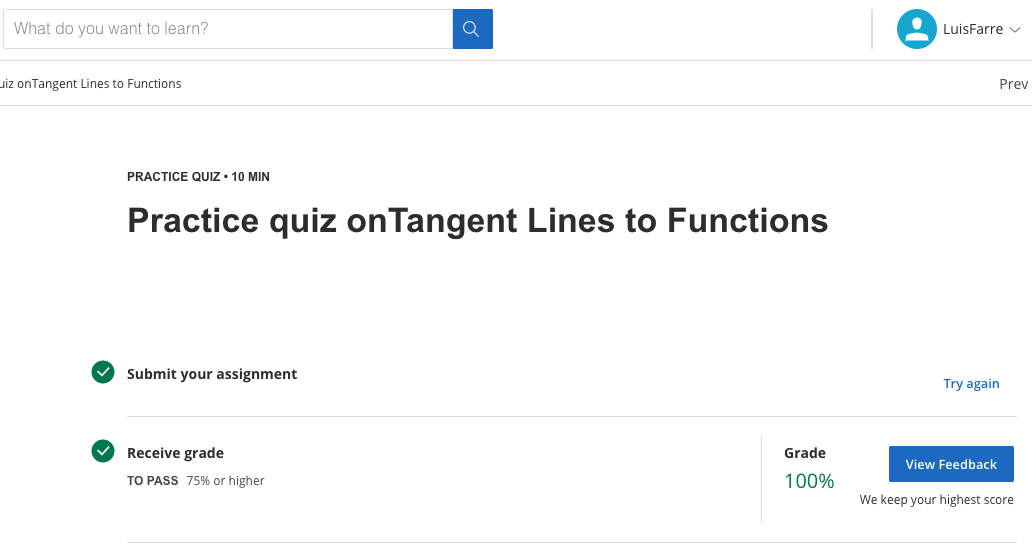 What do you want to learn?
LuisFarre
uiz onTangent Lines to Functions
Prev
PRACTICE QUIZ • 10 MIN
Practice quiz onTangent Lines to Functions
Submit your assignment
Try again
Receive grade
TO PASS 75% or higher
Grade
100%
View Feedback
We keep your highest score